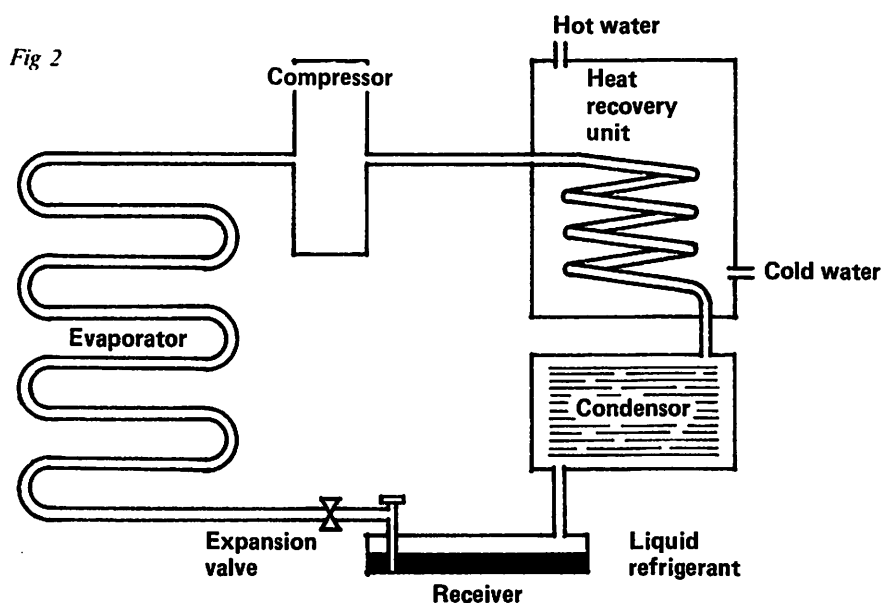 Fig 2
Hot water
Compressor
Heat
recovery
unit
Cold water
Evaporator
Condensor
Expansion
valve
Liquid
refrigerant
Receiver